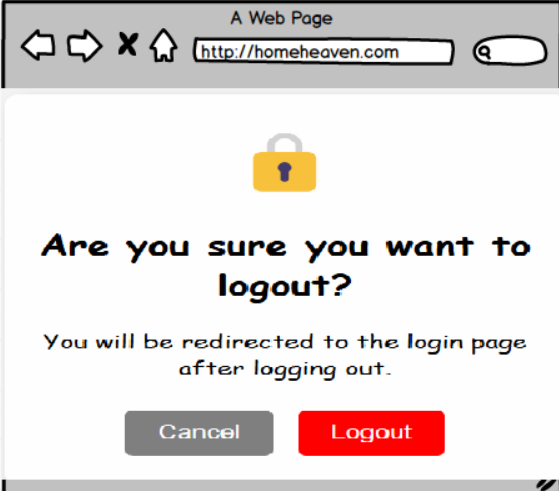 A Web Page
http://homeheaven.com
Are you sure you want to
logout?
You will be redirected to the login page
after logging out.
Cancel Logout